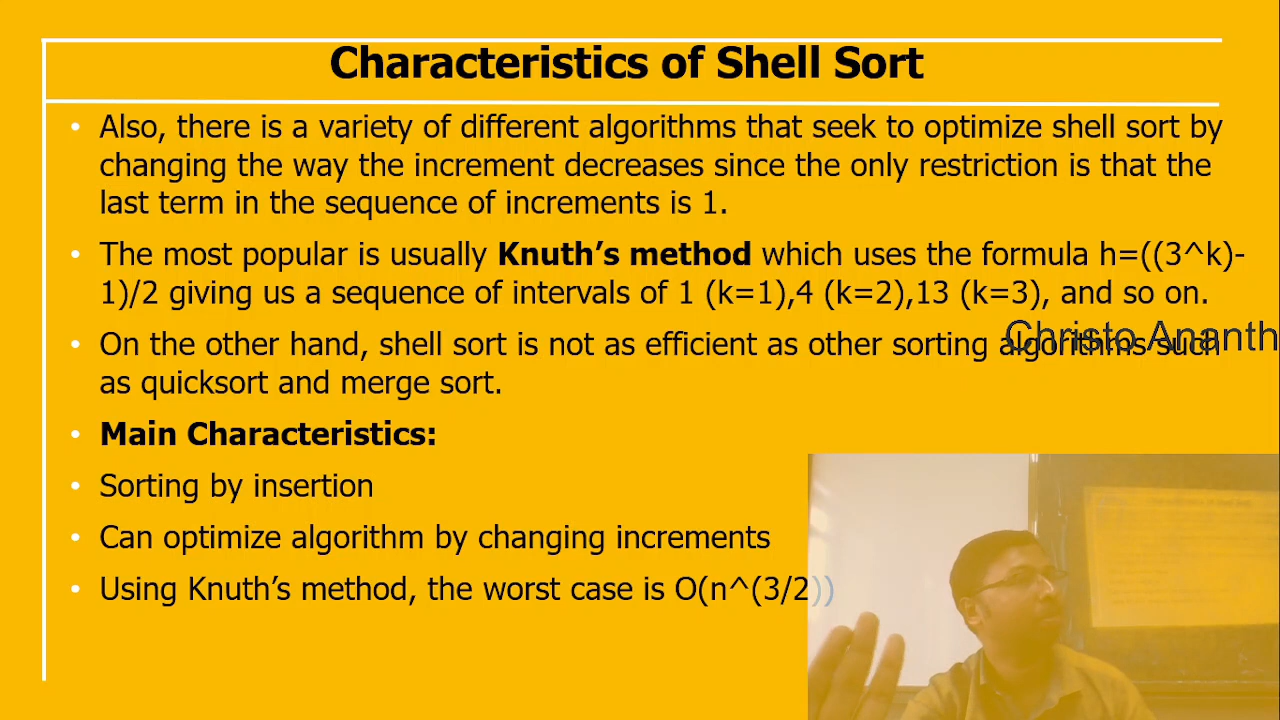 Characteristics of Shell Sort
• Also, there is a variety of different algorithms that seek to optimize shell sort by
changing the way the increment decreases since the only restriction is that the
last term in the sequence of increments is 1.
• The most popular is usually Knuth’s method which uses the formula h=((3^k)-
1)/2 giving us a sequence of intervals of 1 (k=1),4 (k=2),13 (k=3), and so on.
• On the other hand, shell sort is not as efficient as other sorting algorithms such
Christo Ananth
as quicksort and merge sort.
• Main Characteristics:
• Sorting by insertion
• Can optimize algorithm by changing increments
• Using Knuth’s method, the worst case is O(n^(3/2))